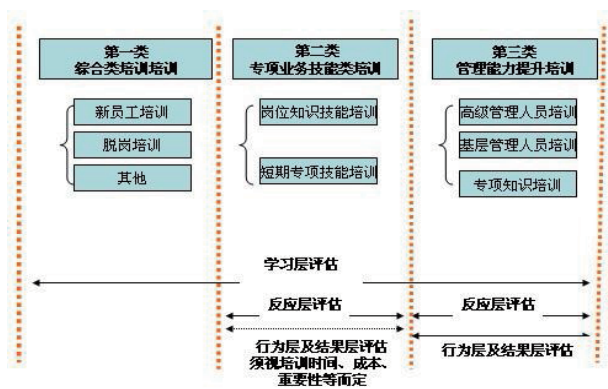 第一类
综合类培训培训
第二类
专项业务技能类培训
第三类
管理能力提升培训
新员工培训
脱岗培训
其他
岗位知识技能培训
短期专项技能培训
高级管理人员培训
基层管理人员培训
专项知识培训
学习层评估
反应层评估
反应层评估
行为层及结果层评估
须视培训时间、成本、
重要性等而定
行为层及结果层评估